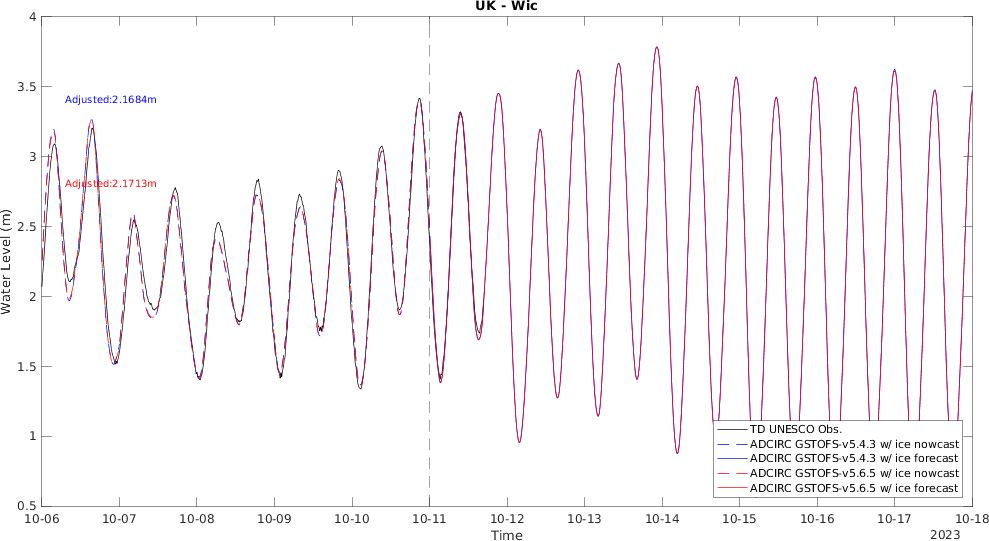 UK - Wic
4
3.5
3
2.5
2
1.5
1
0.5
Water Level (m)
Adjusted:2.1684m
Adjusted:2.1713m
TD UNESCO Obs.
ADCIRC GSTOFS-v5.4.3 w/ ice nowcast
ADCIRC GSTOFS-v5.4.3 w/ ice forecast
ADCIRC GSTOFS-v5.6.5 w/ ice nowcast
ADCIRC GSTOFS-v5.6.5 w/ ice forecast
10-06 10-07 10-08 10-09 10-10 10-11 10-12 10-13 10-14 10-15 10-16 10-17 10-18
Time
2023